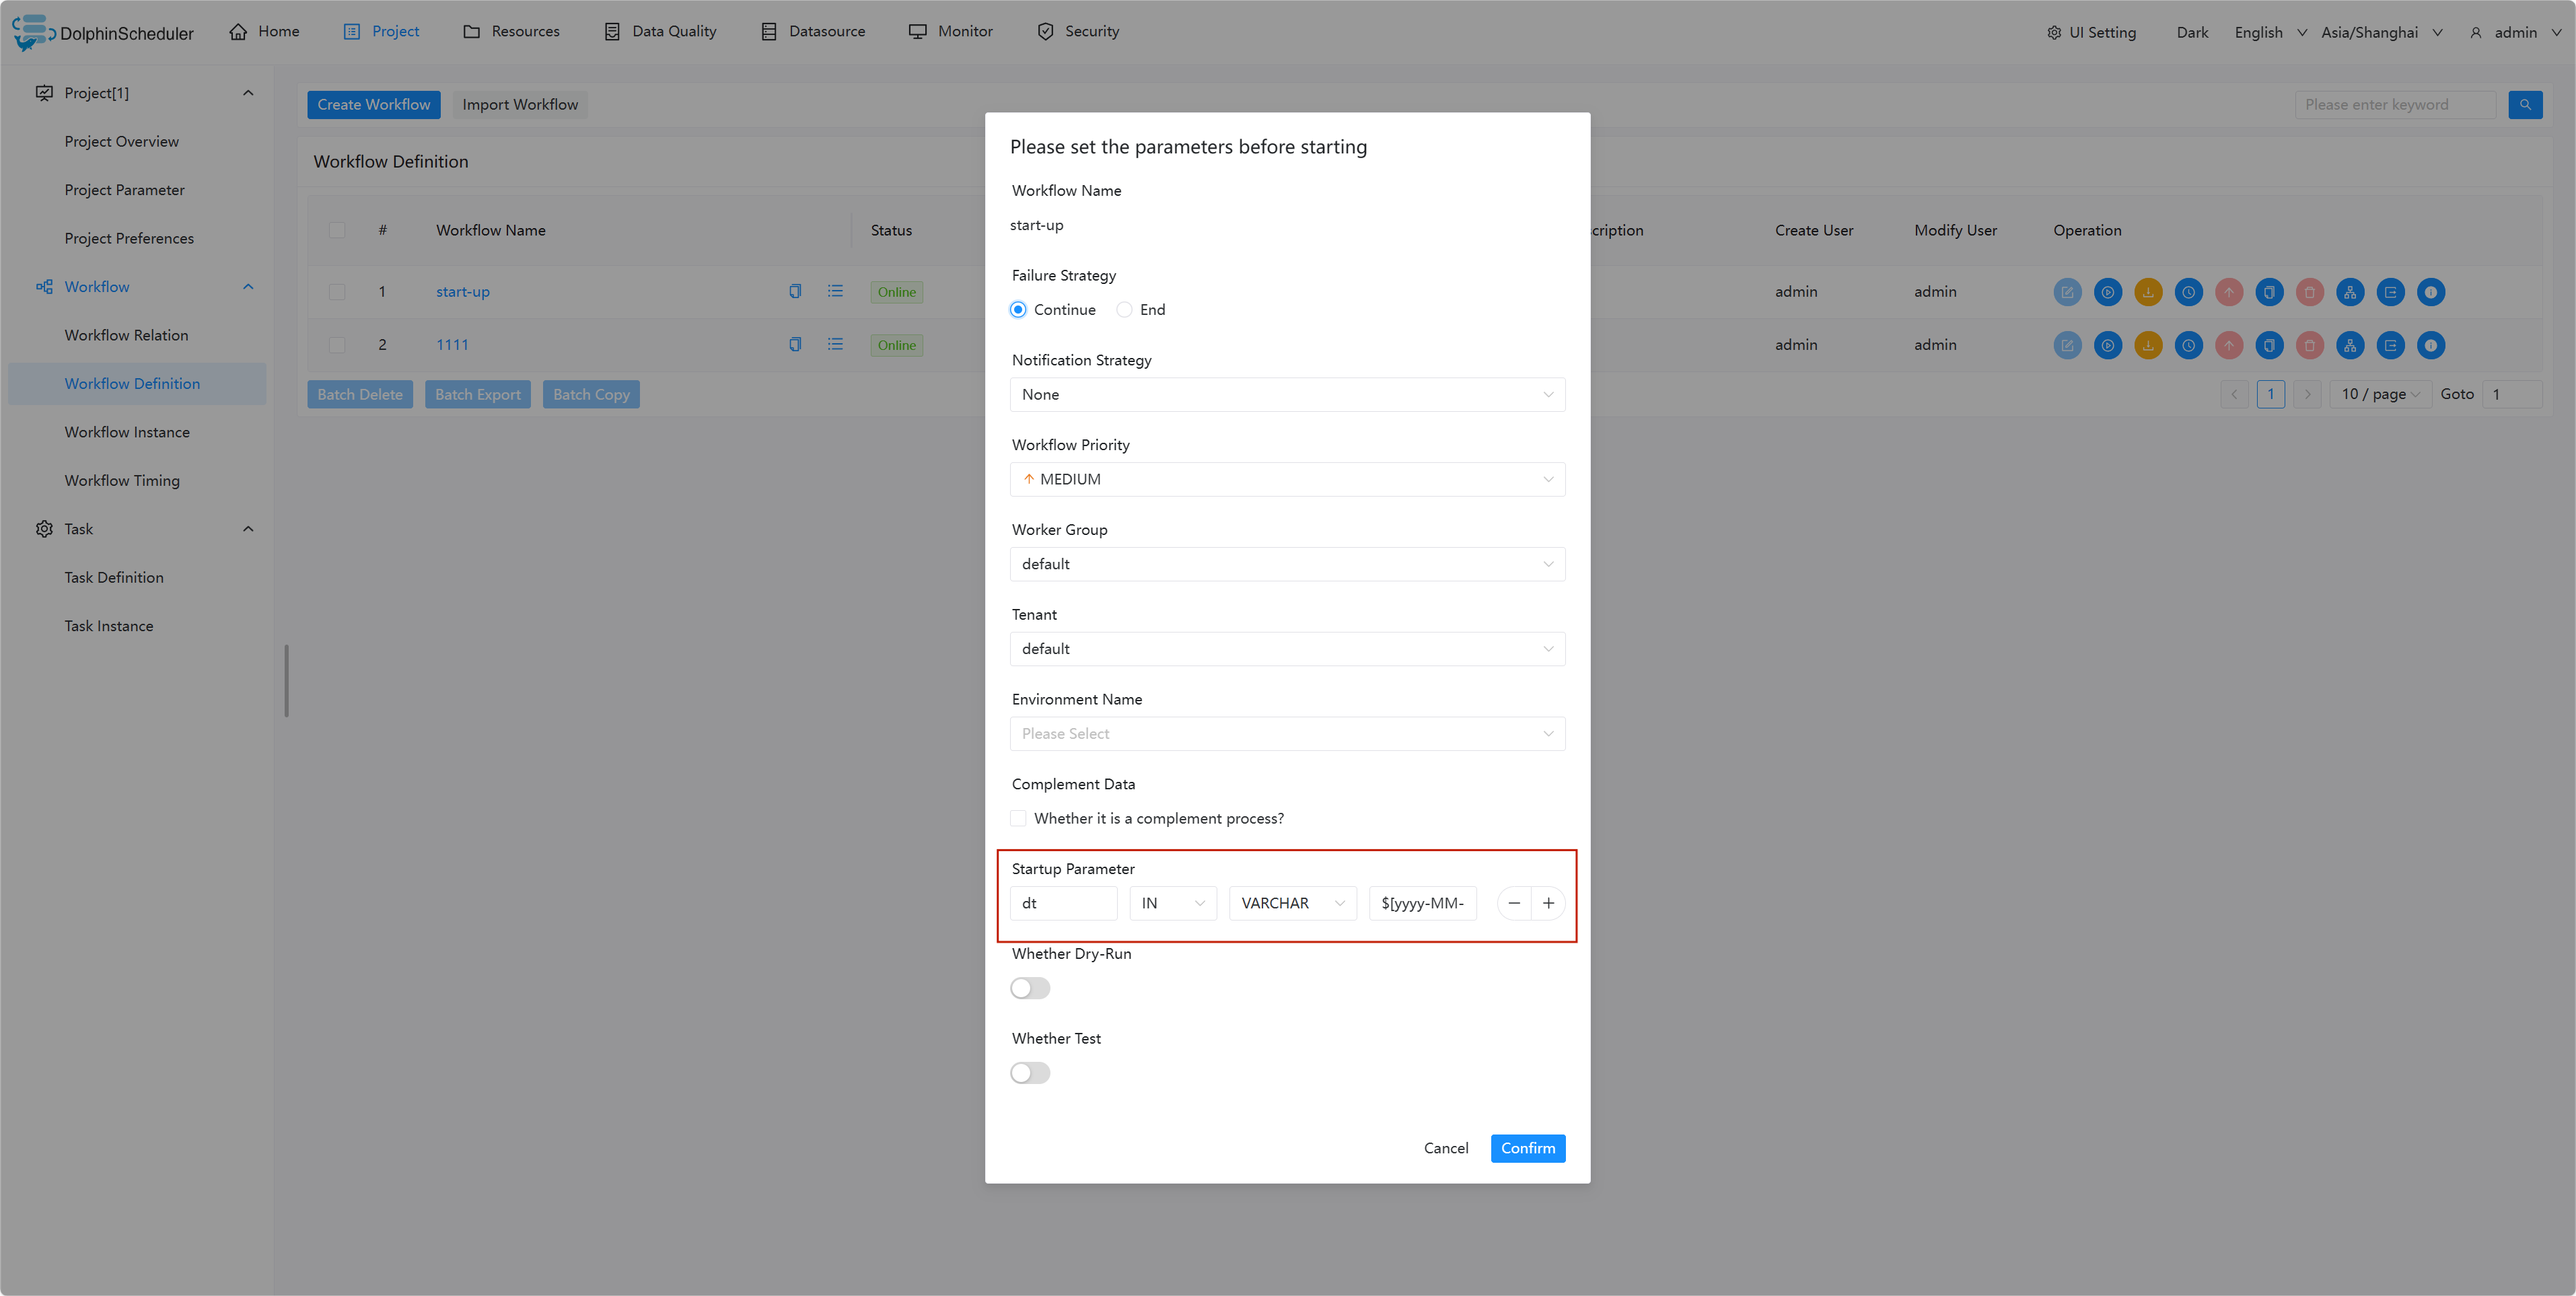 DolphinScheduler Home Project Resources Data Quality Datasource Monitor Security UI Setting Dark English Asia/Shanghai admin
Project[1]
Project Overview
Project Parameter
Project Preferences
Workflow
Workflow Relation
Workflow Definition
Workflow Instance
Workflow Timing
Task
Task Definition
Task Instance
Create Workflow Import Workflow Please enter keyword
Workflow Definition
# Workflow Name Status cription Create User Modify User Operation
1 start-up Online admin admin
2 1111 Online admin admin
Batch Delete Batch Export Batch Copy 1 10 / page Goto 1
Please set the parameters before starting
Workflow Name
start-up
Failure Strategy
Continue End
Notification Strategy
None
Workflow Priority
MEDIUM
Worker Group
default
Tenant
default
Environment Name
Please Select
Complement Data
Whether it is a complement process?
Startup Parameter
dt IN VARCHAR $[yyyy-MM-
Whether Dry-Run
Whether Test
Cancel Confirm